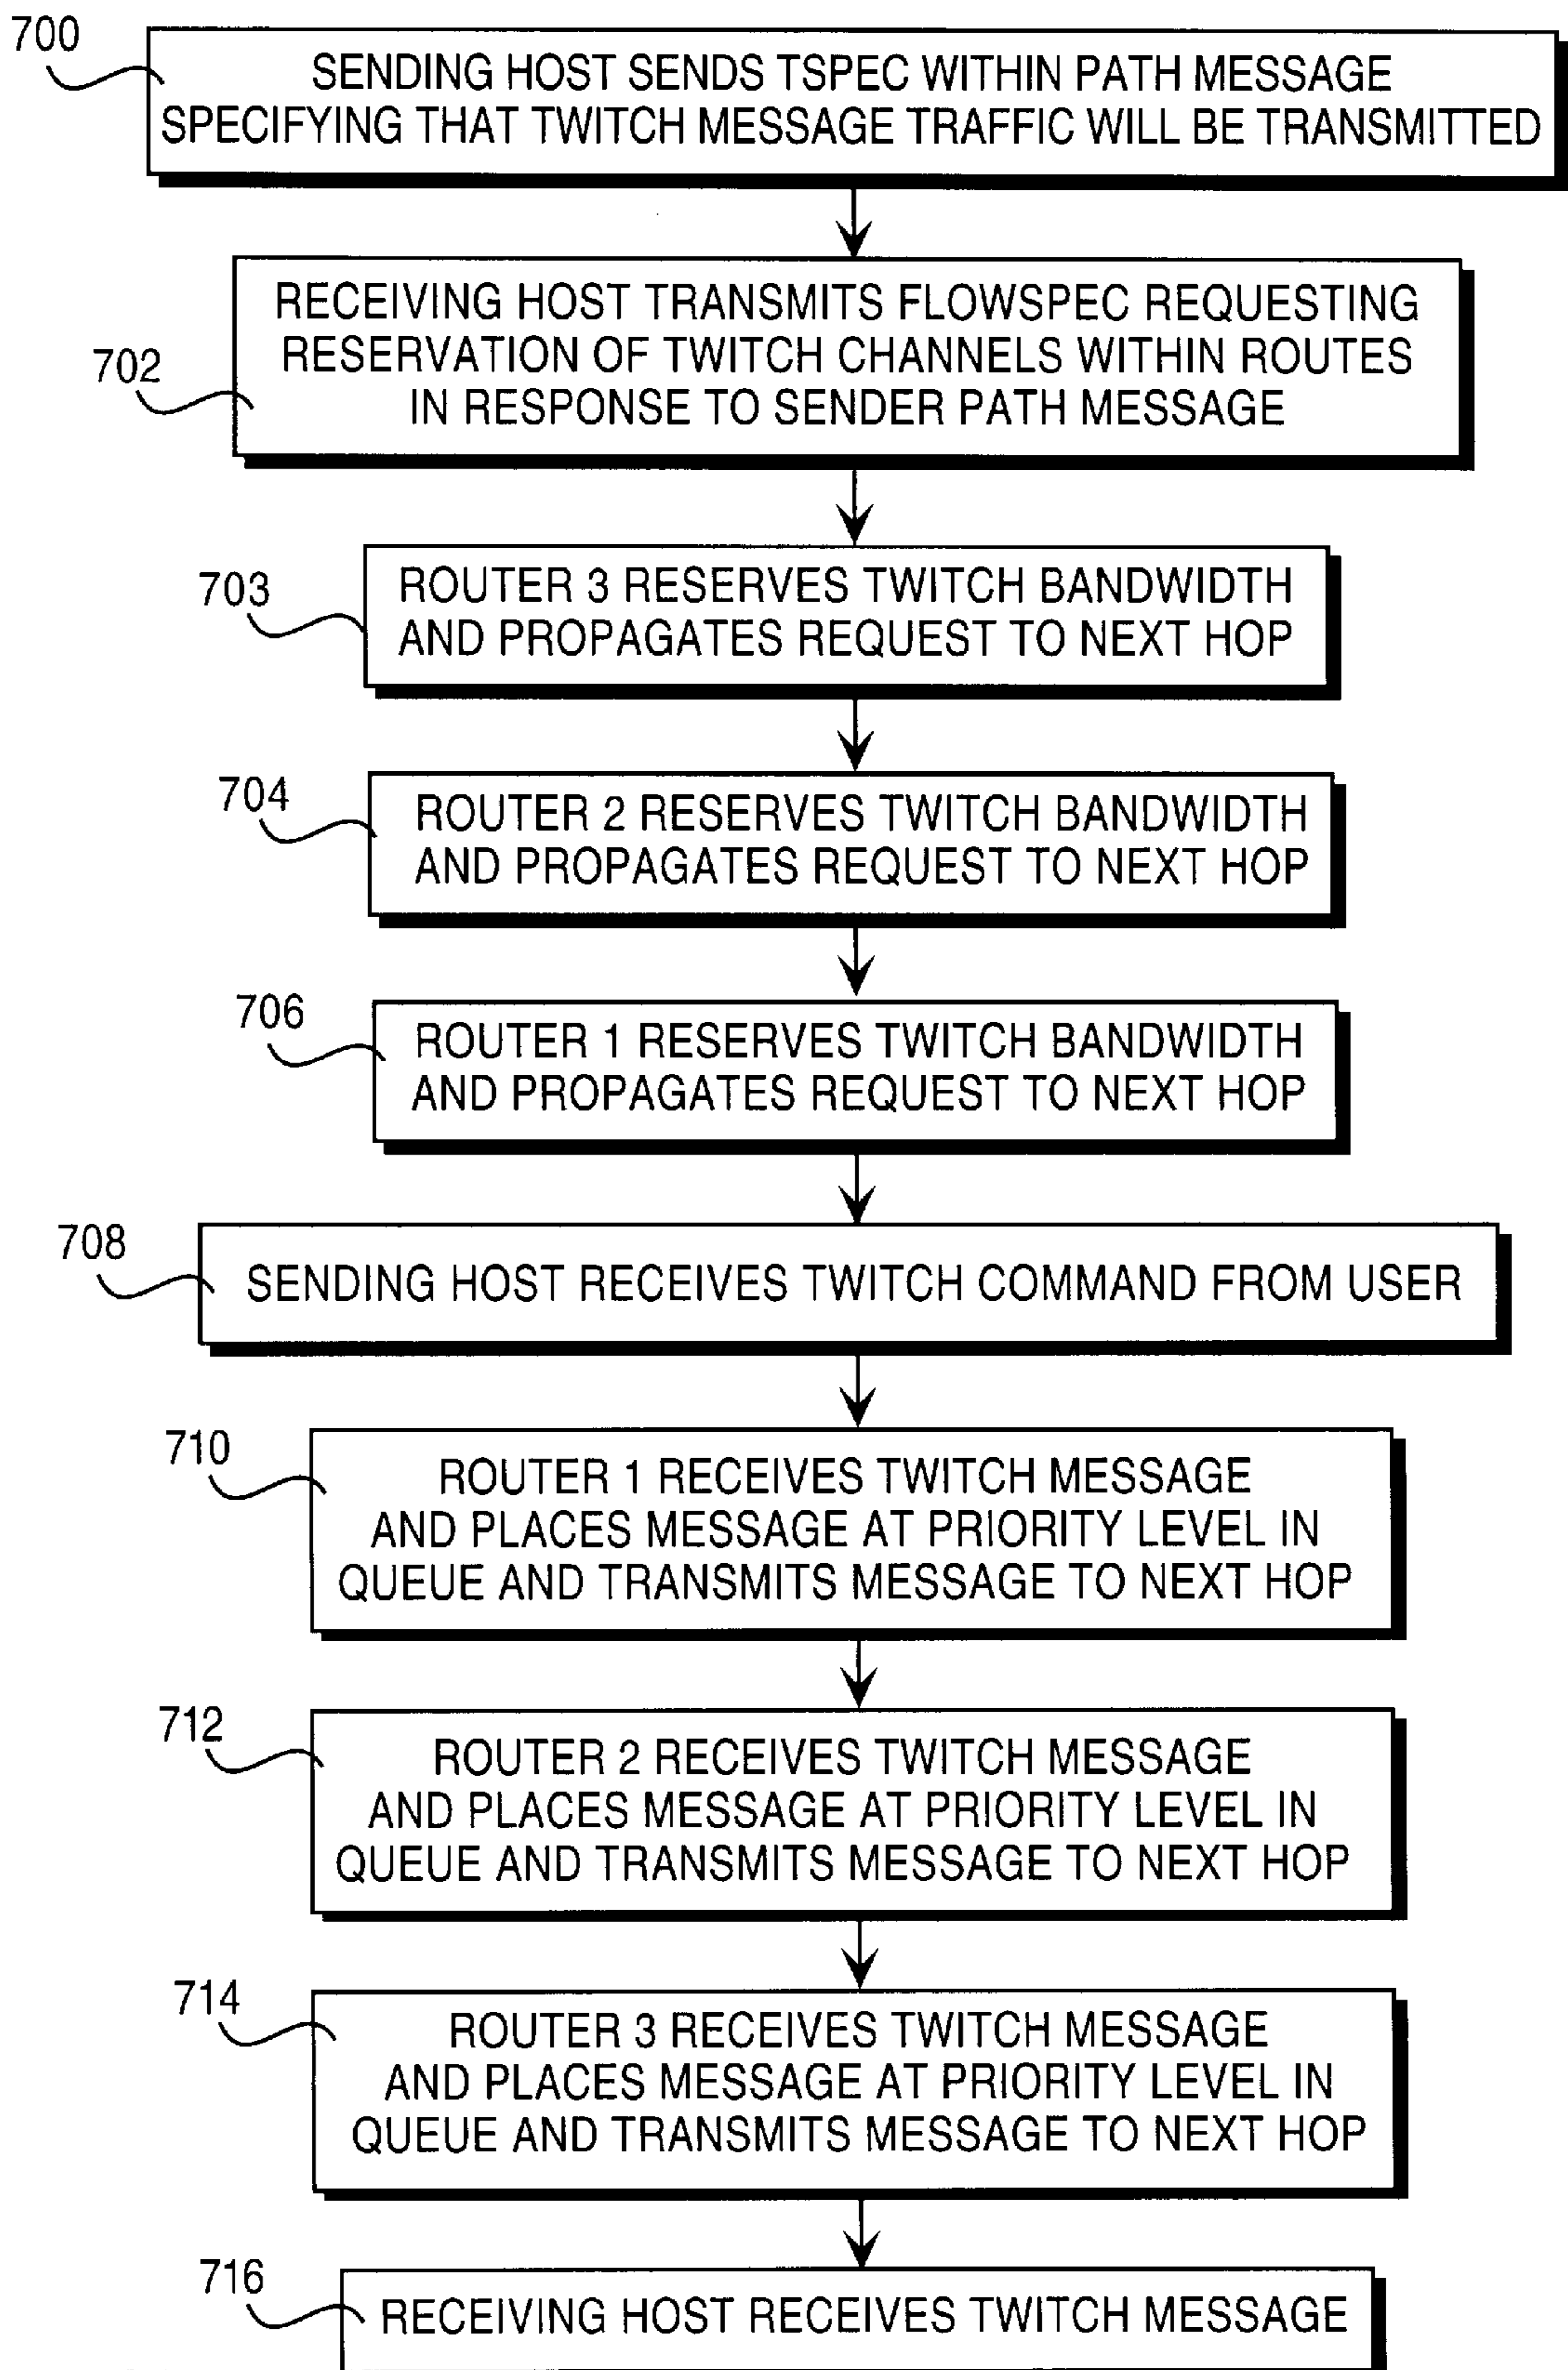 700
SENDING HOST SENDS TSPEC WITHIN PATH MESSAGE
SPECIFYING THAT TWITCH MESSAGE TRAFFIC WILL BE TRANSMITTED
702
RECEIVING HOST TRANSMITS FLOWSPEC REQUESTING
RESERVATION OF TWITCH CHANNELS WITHIN ROUTES
IN RESPONSE TO SENDER PATH MESSAGE
703
ROUTER 3 RESERVES TWITCH BANDWIDTH
AND PROPAGATES REQUEST TO NEXT HOP
704
ROUTER 2 RESERVES TWITCH BANDWIDTH
AND PROPAGATES REQUEST TO NEXT HOP
706
ROUTER 1 RESERVES TWITCH BANDWIDTH
AND PROPAGATES REQUEST TO NEXT HOP
708
SENDING HOST RECEIVES TWITCH COMMAND FROM USER
710
ROUTER 1 RECEIVES TWITCH MESSAGE
AND PLACES MESSAGE AT PRIORITY LEVEL IN
QUEUE AND TRANSMITS MESSAGE TO NEXT HOP
712
ROUTER 2 RECEIVES TWITCH MESSAGE
AND PLACES MESSAGE AT PRIORITY LEVEL IN
QUEUE AND TRANSMITS MESSAGE TO NEXT HOP
714
ROUTER 3 RECEIVES TWITCH MESSAGE
AND PLACES MESSAGE AT PRIORITY LEVEL IN
QUEUE AND TRANSMITS MESSAGE TO NEXT HOP
716
RECEIVING HOST RECEIVES TWITCH MESSAGE